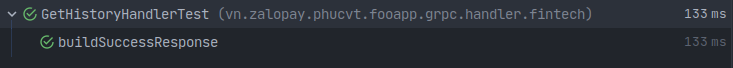 GetHistoryHandlerTest (vn.zalopay.phucvt.fooapp.grpc.handler.fintech) 133 ms
buildSuccessResponse 133 ms